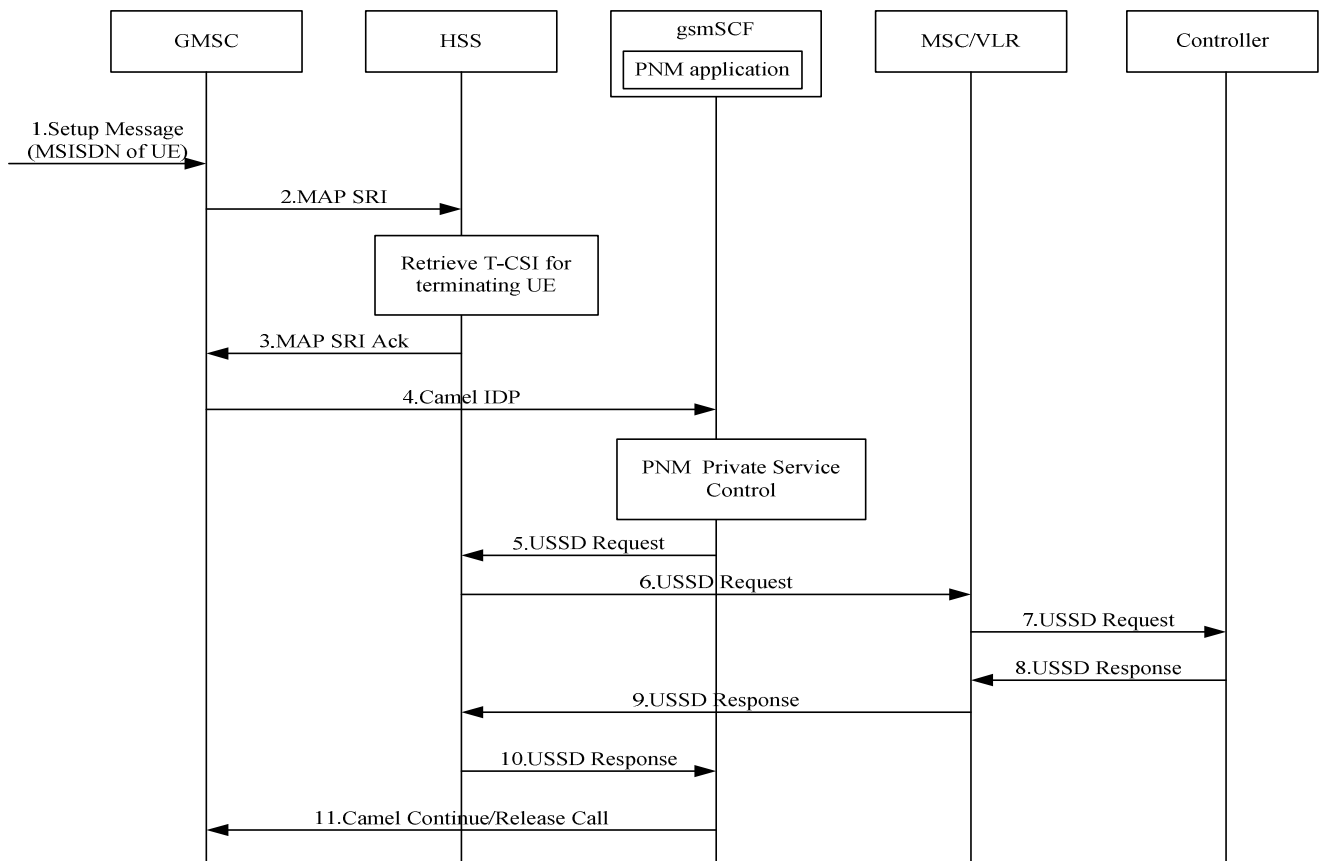 GMSC
HSS
gsmSCF
PNM application
MSC/VLR
Controller
1.Setup Message
(MSISDN of UE)
2.MAP SRI
Retrieve T-CSI for
terminating UE
3.MAP SRI Ack
4.Camel IDP
PNM Private Service
Control
5.USSD Request
6.USSD Request
7.USSD Request
8.USSD Response
9.USSD Response
10.USSD Response
11.Camel Continue/Release Call